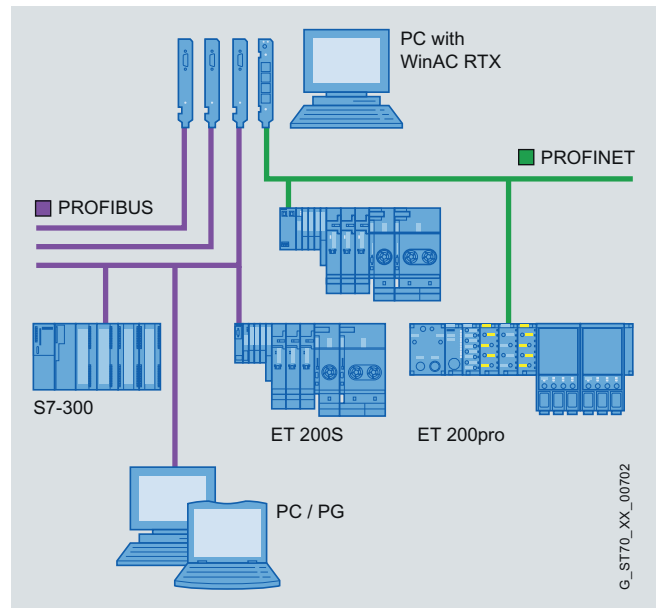 PC with
WinAC RTX
PROFINET
PROFIBUS
S7-300
ET 200S
ET 200pro
PC / PG
G_ST70_XX_00702